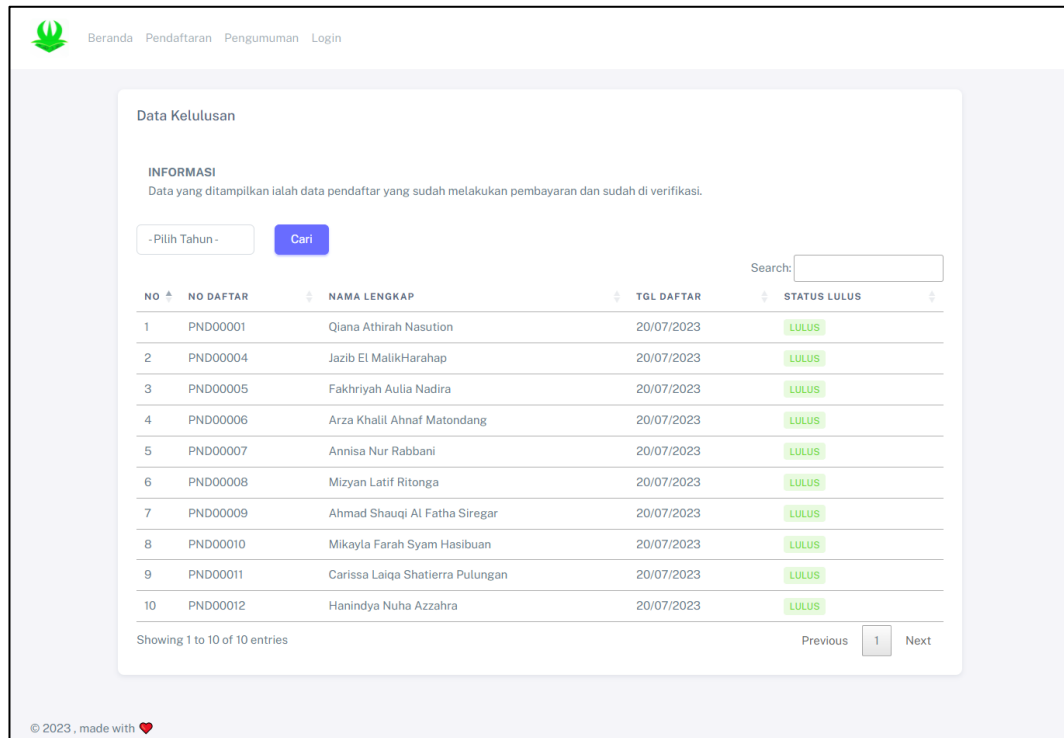 Beranda Pendaftaran Pengumuman Login
Data Kelulusan
INFORMASI
Data yang ditampilkan ialah data pendaftar yang sudah melakukan pembayaran dan sudah di verifikasi.
- Pilih Tahun - Cari
Search:
NO NO DAFTAR NAMA LENGKAP TGL DAFTAR STATUS LULUS
1 PND00001 Qiana Athirah Nasution 20/07/2023 LULUS
2 PND00004 Jazib El MalikHarahap 20/07/2023 LULUS
3 PND00005 Fakhriyah Aulia Nadira 20/07/2023 LULUS
4 PND00006 Arza Khalil Ahnaf Matondang 20/07/2023 LULUS
5 PND00007 Annisa Nur Rabbani 20/07/2023 LULUS
6 PND00008 Mizyan Latif Ritonga 20/07/2023 LULUS
7 PND00009 Ahmad Shauqi Al Fatha Siregar 20/07/2023 LULUS
8 PND00010 Mikayla Farah Syam Hasibuan 20/07/2023 LULUS
9 PND00011 Carissa Laiqa Shatierra Pulungan 20/07/2023 LULUS
10 PND00012 Hanindya Nuha Azzahra 20/07/2023 LULUS
Showing 1 to 10 of 10 entries Previous 1 Next
© 2023 , made with ❤️